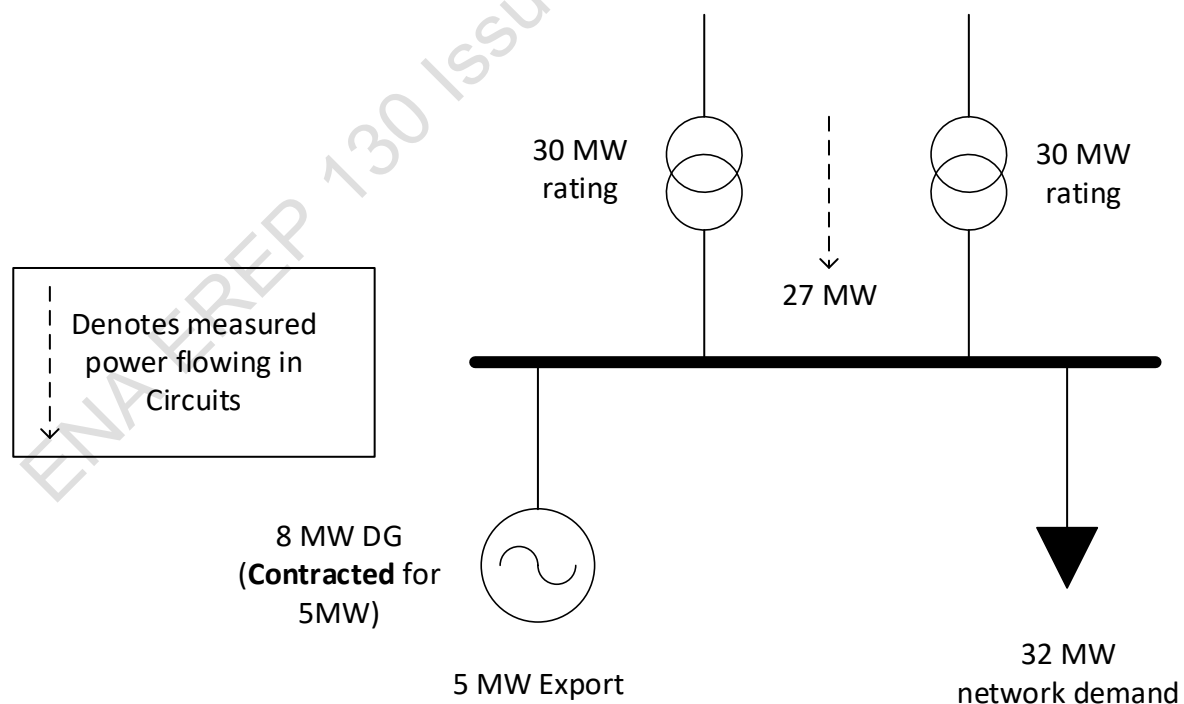 ENA EREP 130 Issu
30 MW
rating
30 MW
rating
27 MW
Denotes measured
power flowing in
Circuits
8 MW DG
(Contracted for
5MW)
5 MW Export
32 MW
network demand